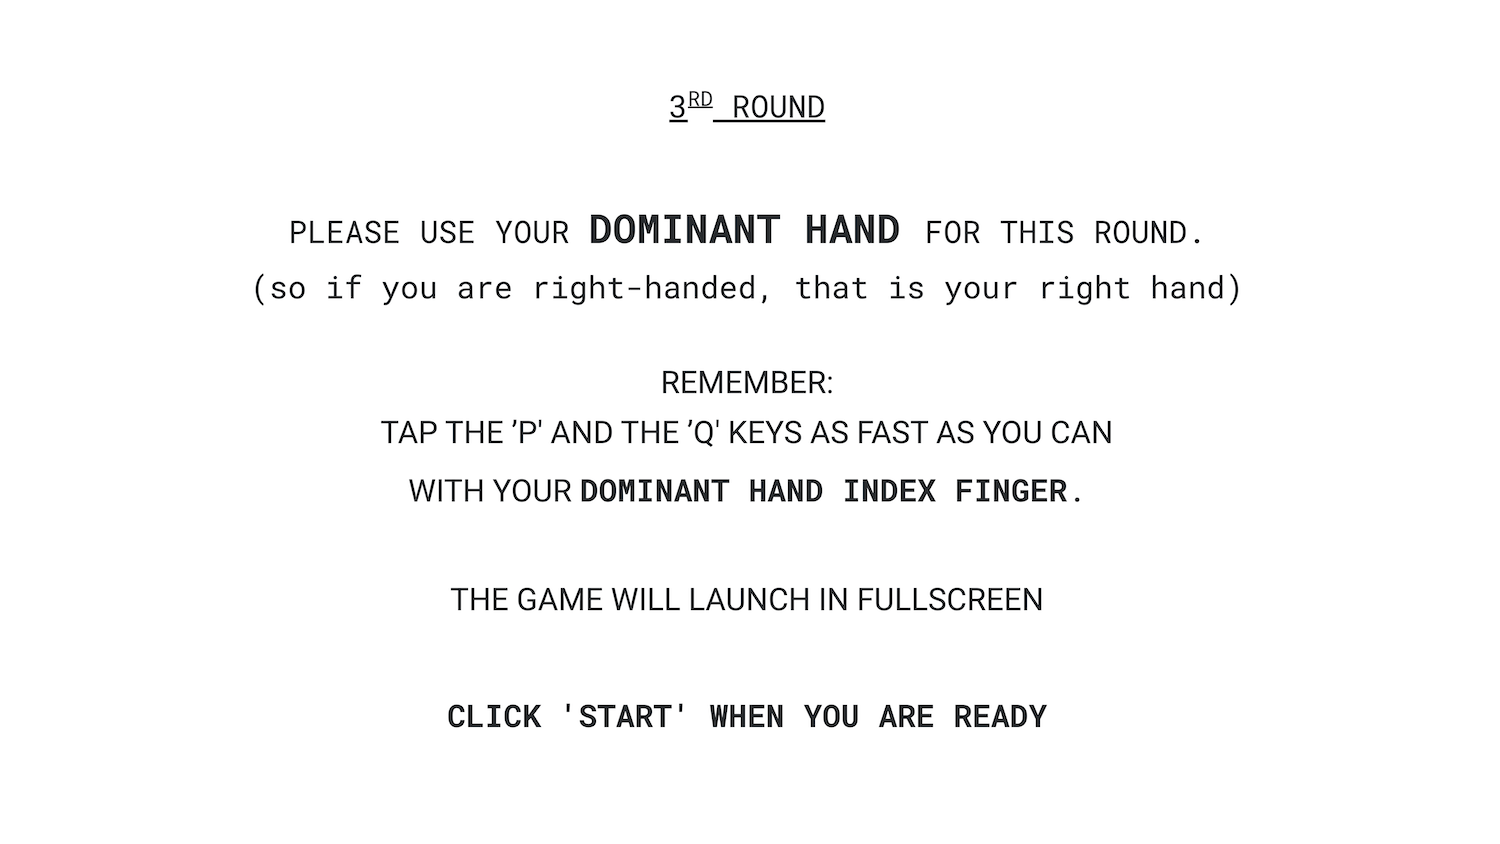 3RD ROUND
PLEASE USE YOUR DOMINANT HAND FOR THIS ROUND.
(so if you are right-handed, that is your right hand)
REMEMBER:
TAP THE ’P' AND THE ’Q' KEYS AS FAST AS YOU CAN
WITH YOUR DOMINANT HAND INDEX FINGER.
THE GAME WILL LAUNCH IN FULLSCREEN
CLICK 'START' WHEN YOU ARE READY